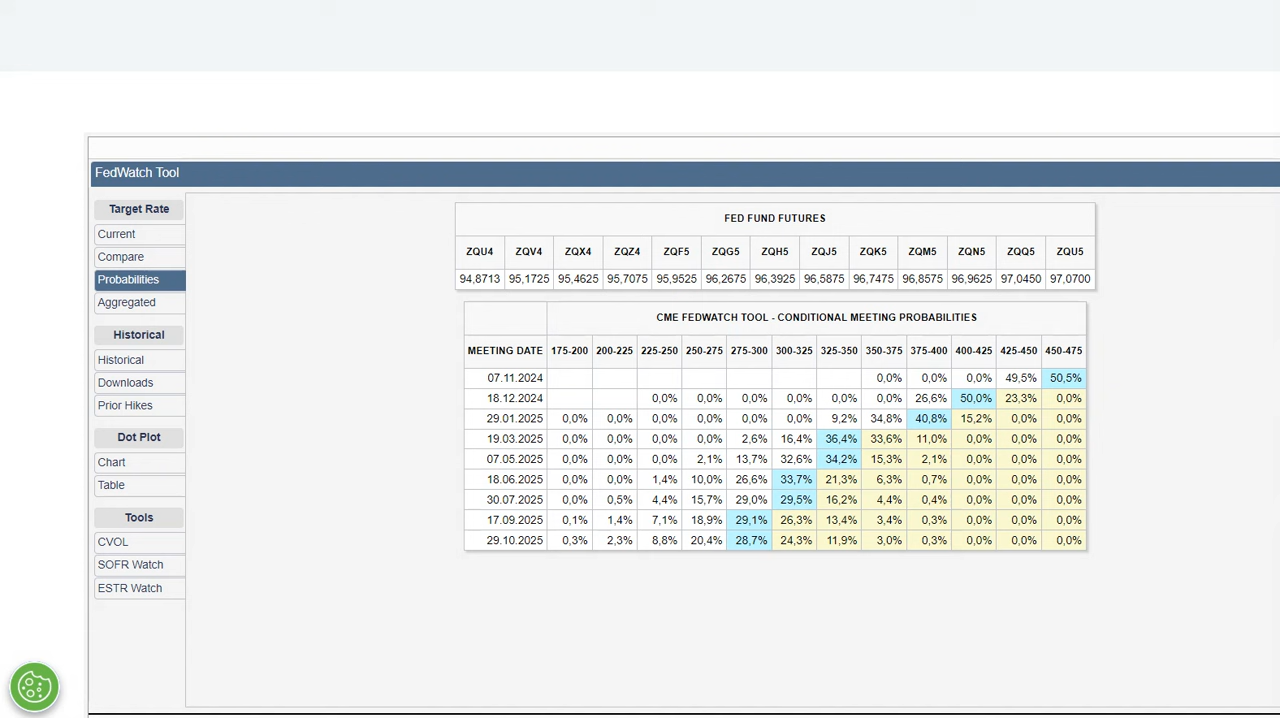 FedWatch Tool
Target Rate
Current
Compare
Probabilities
Aggregated
Historical
Historical
Downloads
Prior Hikes
Dot Plot
Chart
Table
Tools
CVOL
SOFR Watch
ESTR Watch
FED FUND FUTURES
ZQU4 ZQV4 ZQX4 ZQZ4 ZQF5 ZQG5 ZQH5 ZQJ5 ZQK5 ZQM5 ZQN5 ZQQ5 ZQU5
94,8713 95,1725 95,4625 95,7075 95,9525 96,2675 96,3925 96,5875 96,7475 96,8575 96,9625 97,0450 97,0700
CME FEDWATCH TOOL - CONDITIONAL MEETING PROBABILITIES
MEETING DATE 175-200 200-225 225-250 250-275 275-300 300-325 325-350 350-375 375-400 400-425 425-450 450-475
07.11.2024 0,0% 0,0% 0,0% 49,5% 50,5%
18.12.2024 0,0% 0,0% 0,0% 0,0% 0,0% 0,0% 26,6% 50,0% 23,3% 0,0%
29.01.2025 0,0% 0,0% 0,0% 0,0% 0,0% 0,0% 9,2% 34,8% 40,8% 15,2% 0,0% 0,0%
19.03.2025 0,0% 0,0% 0,0% 0,0% 2,6% 16,4% 36,4% 33,6% 11,0% 0,0% 0,0% 0,0%
07.05.2025 0,0% 0,0% 0,0% 2,1% 13,7% 32,6% 34,2% 15,3% 2,1% 0,0% 0,0% 0,0%
18.06.2025 0,0% 0,0% 1,4% 10,0% 26,6% 33,7% 21,3% 6,3% 0,7% 0,0% 0,0% 0,0%
30.07.2025 0,0% 0,5% 4,4% 15,7% 29,0% 29,5% 16,2% 4,4% 0,4% 0,0% 0,0% 0,0%
17.09.2025 0,1% 1,4% 7,1% 18,9% 29,1% 26,3% 13,4% 3,4% 0,3% 0,0% 0,0% 0,0%
29.10.2025 0,3% 2,3% 8,8% 20,4% 28,7% 24,3% 11,9% 3,0% 0,3% 0,0% 0,0% 0,0%